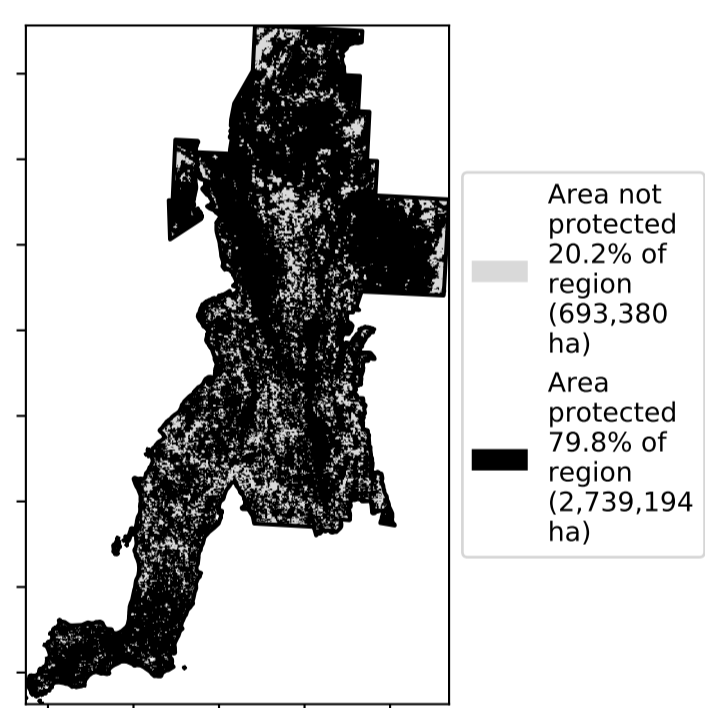 Area not
protected
20.2% of
region
(693,380
ha)
Area
protected
79.8% of
region
(2,739,194
ha)